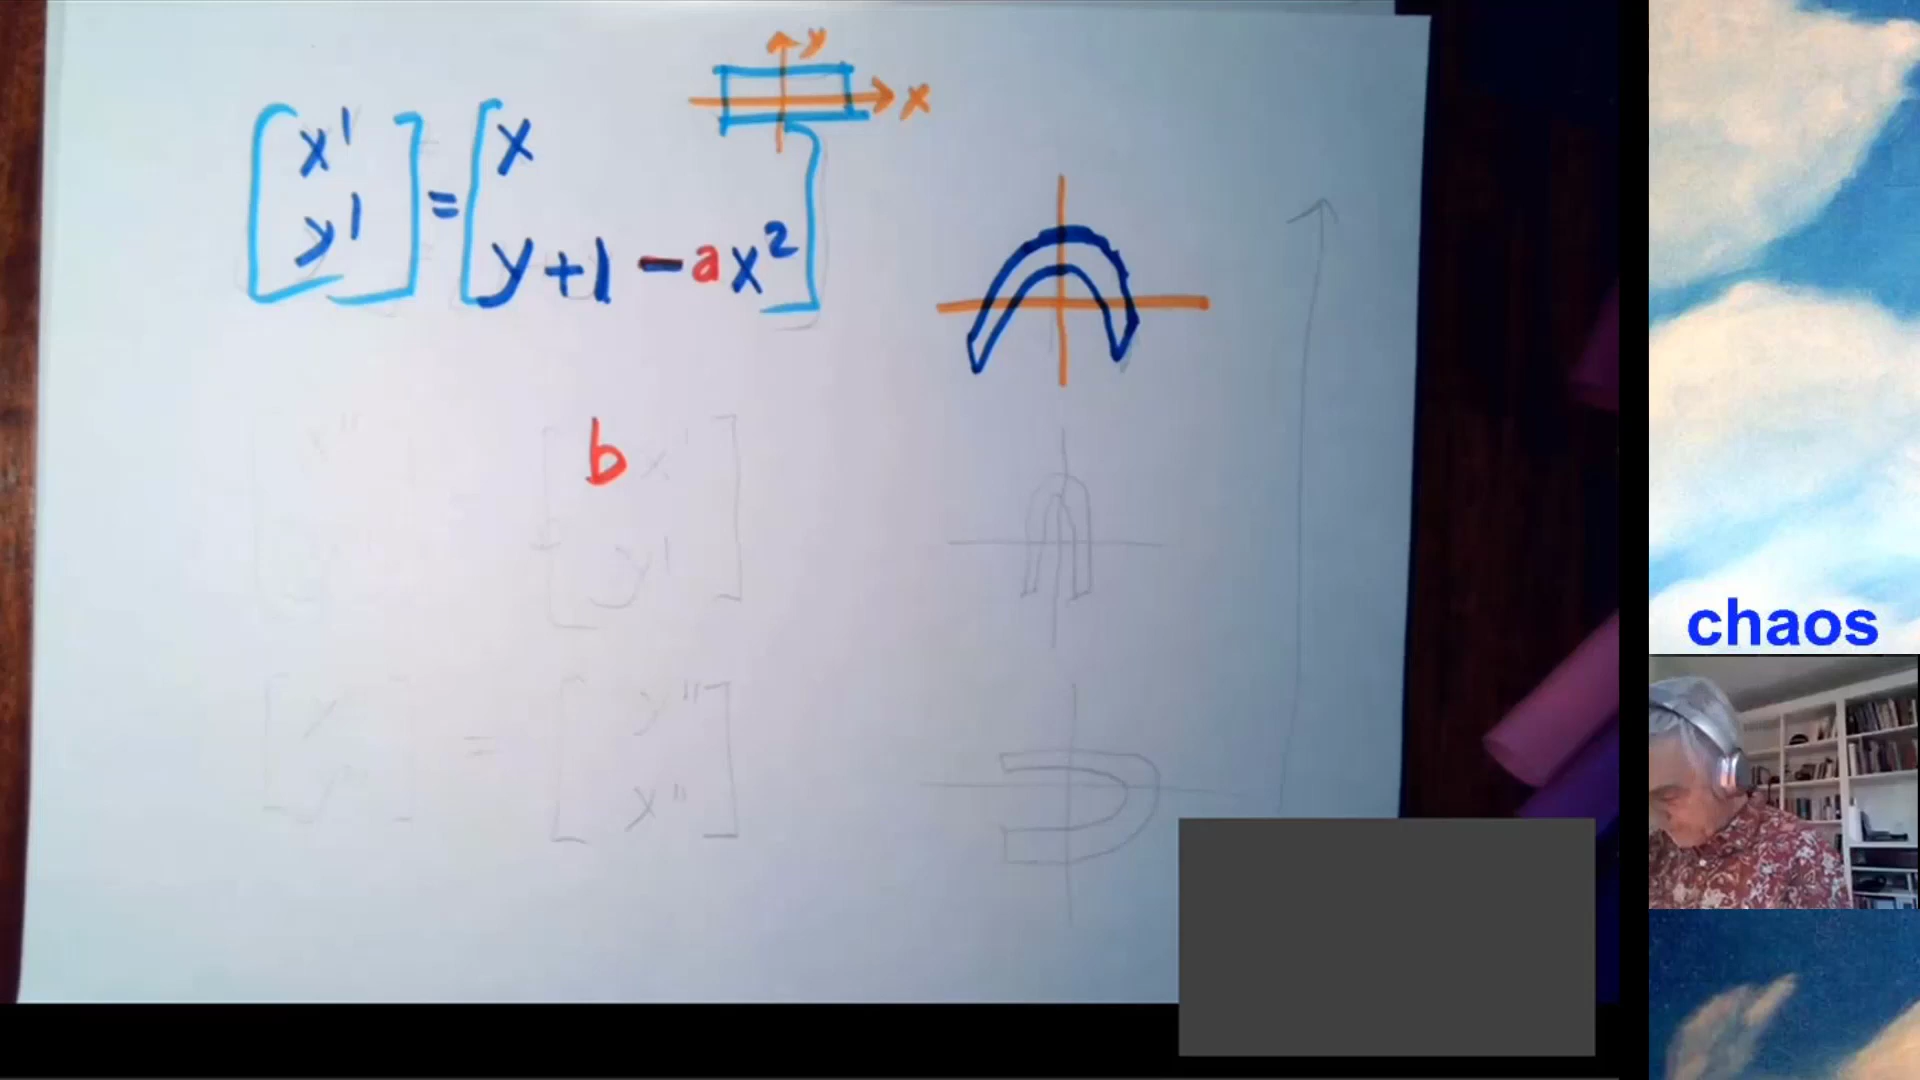 y
x
[x'
y'] = [x
y + 1 - ax²]
b x'
y'
= [y"
x"]
chaos